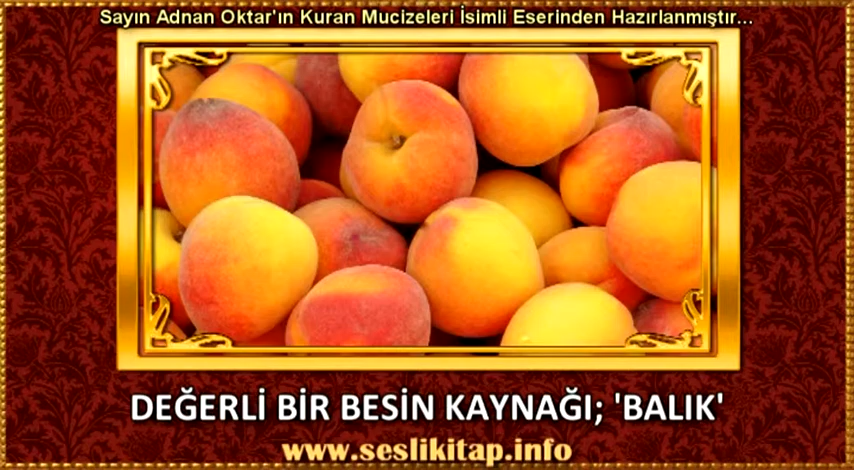 Sayın Adnan Oktar'ın Kuran Mucizeleri İsimli Eserinden Hazırlanmıştır...
DEĞERLİ BİR BESİN KAYNAĞI; 'BALIK'
www.seslikitap.info